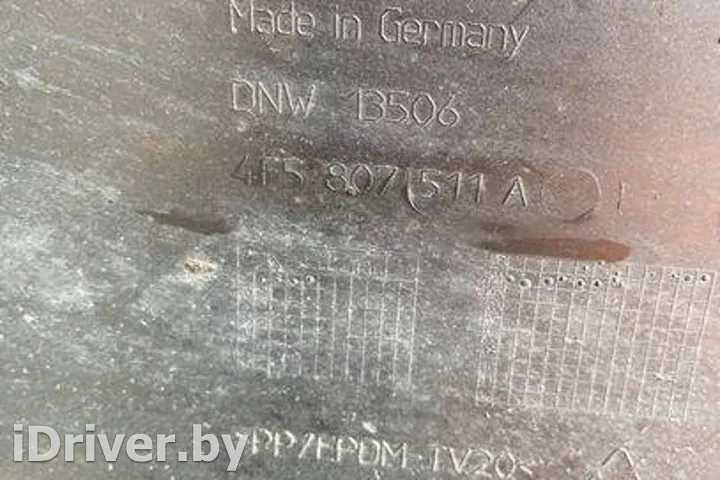 Made in Germany
DNW 13506
4F5 807 511 A
PP/EPDM-TV20
iDriver.by